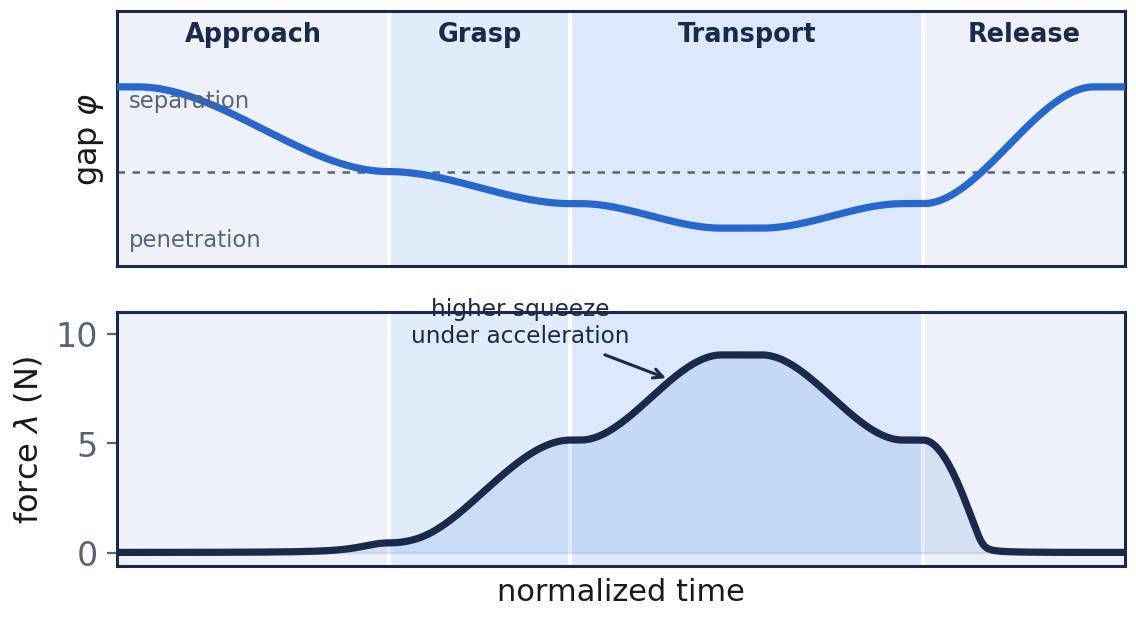 Approach
Grasp
Transport
Release
gap φ
separation
penetration
higher squeeze
under acceleration
force λ (N)
10
5
0
normalized time